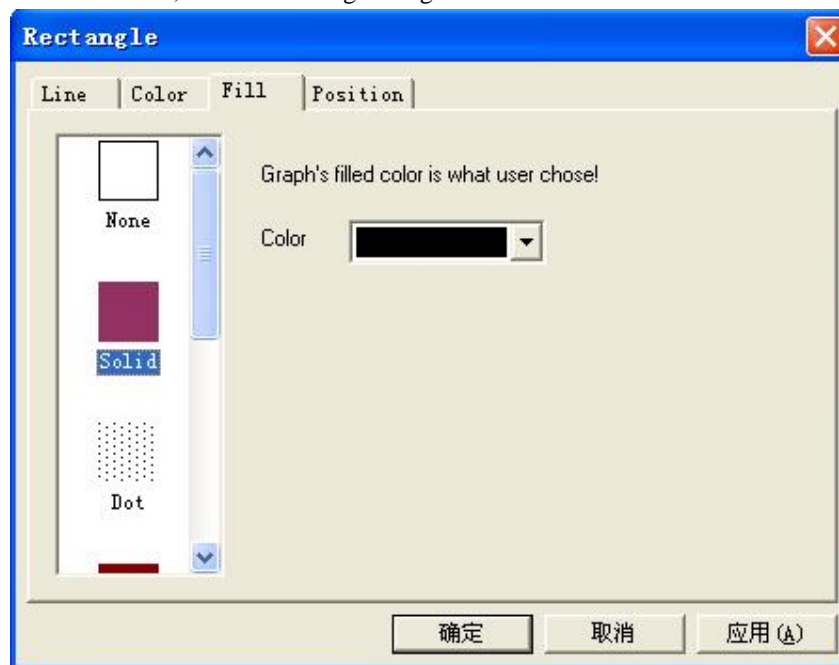 Rectangle
Line Color Fill Position
None
Graph's filled color is what user chose!
Color
Solid
Dot
确定 取消 应用(A)